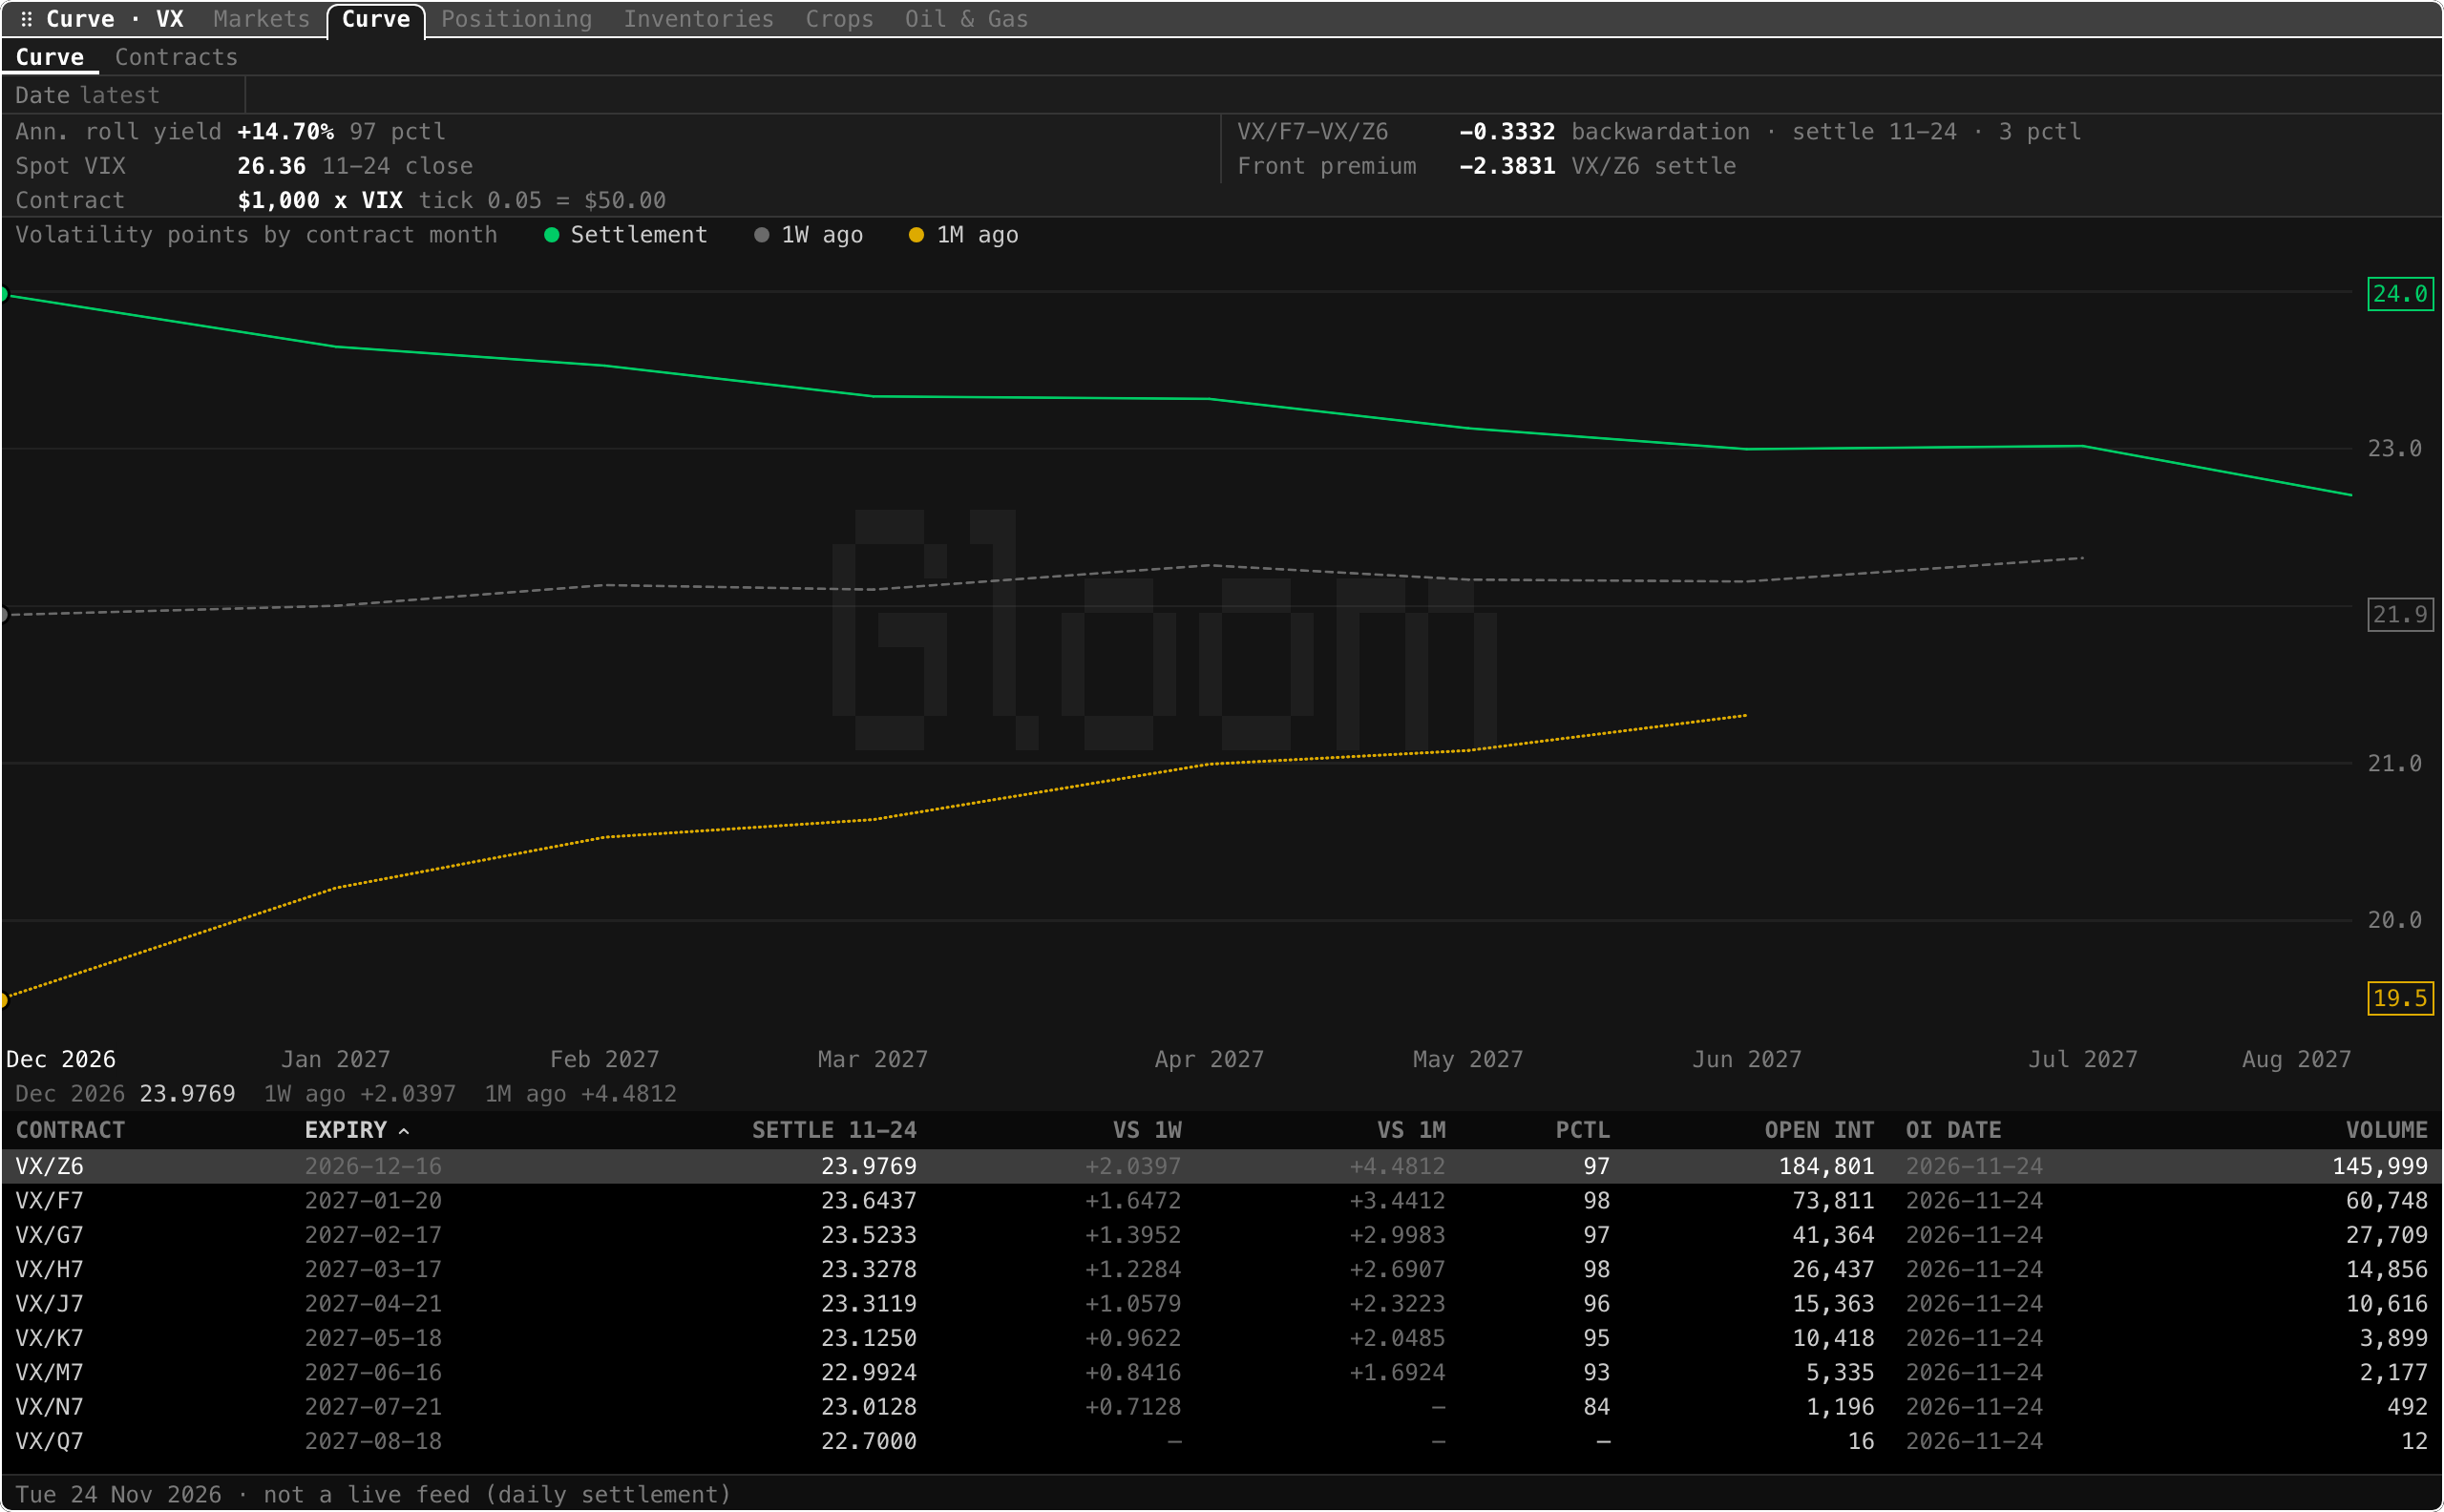 ⠿ Curve · VX Markets Curve Positioning Inventories Crops Oil & Gas
Curve Contracts
Date latest
Ann. roll yield +14.70% 97 pctl VX/F7−VX/Z6 −0.3332 backwardation · settle 11−24 · 3 pctl
Spot VIX 26.36 11−24 close Front premium −2.3831 VX/Z6 settle
Contract $1,000 x VIX tick 0.05 = $50.00
Volatility points by contract month ● Settlement ● 1W ago ● 1M ago
24.0
23.0
Gloom
21.9
21.0
20.0
19.5
Dec 2026 Jan 2027 Feb 2027 Mar 2027 Apr 2027 May 2027 Jun 2027 Jul 2027 Aug 2027
Dec 2026 23.9769 1W ago +2.0397 1M ago +4.4812
CONTRACT EXPIRY ^ SETTLE 11−24 VS 1W VS 1M PCTL OPEN INT OI DATE VOLUME
VX/Z6 2026−12−16 23.9769 +2.0397 +4.4812 97 184,801 2026−11−24 145,999
VX/F7 2027−01−20 23.6437 +1.6472 +3.4412 98 73,811 2026−11−24 60,748
VX/G7 2027−02−17 23.5233 +1.3952 +2.9983 97 41,364 2026−11−24 27,709
VX/H7 2027−03−17 23.3278 +1.2284 +2.6907 98 26,437 2026−11−24 14,856
VX/J7 2027−04−21 23.3119 +1.0579 +2.3223 96 15,363 2026−11−24 10,616
VX/K7 2027−05−18 23.1250 +0.9622 +2.0485 95 10,418 2026−11−24 3,899
VX/M7 2027−06−16 22.9924 +0.8416 +1.6924 93 5,335 2026−11−24 2,177
VX/N7 2027−07−21 23.0128 +0.7128 — 84 1,196 2026−11−24 492
VX/Q7 2027−08−18 22.7000 — — — 16 2026−11−24 12
Tue 24 Nov 2026 · not a live feed (daily settlement)